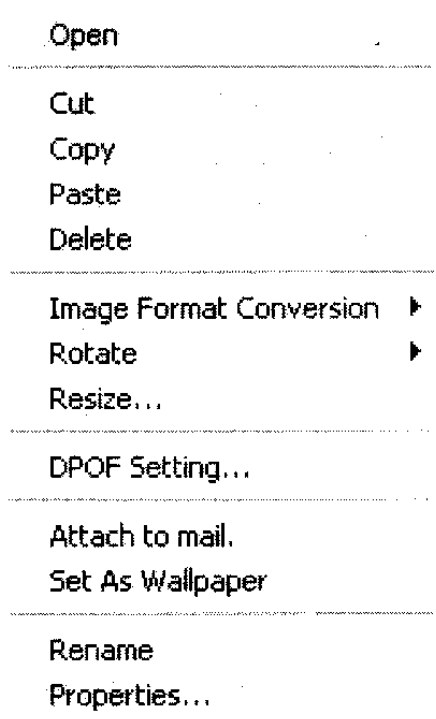 Open
Cut
Copy
Paste
Delete
Image Format Conversion
Rotate
Resize...
DPOF Setting...
Attach to mail.
Set As Wallpaper
Rename
Properties...